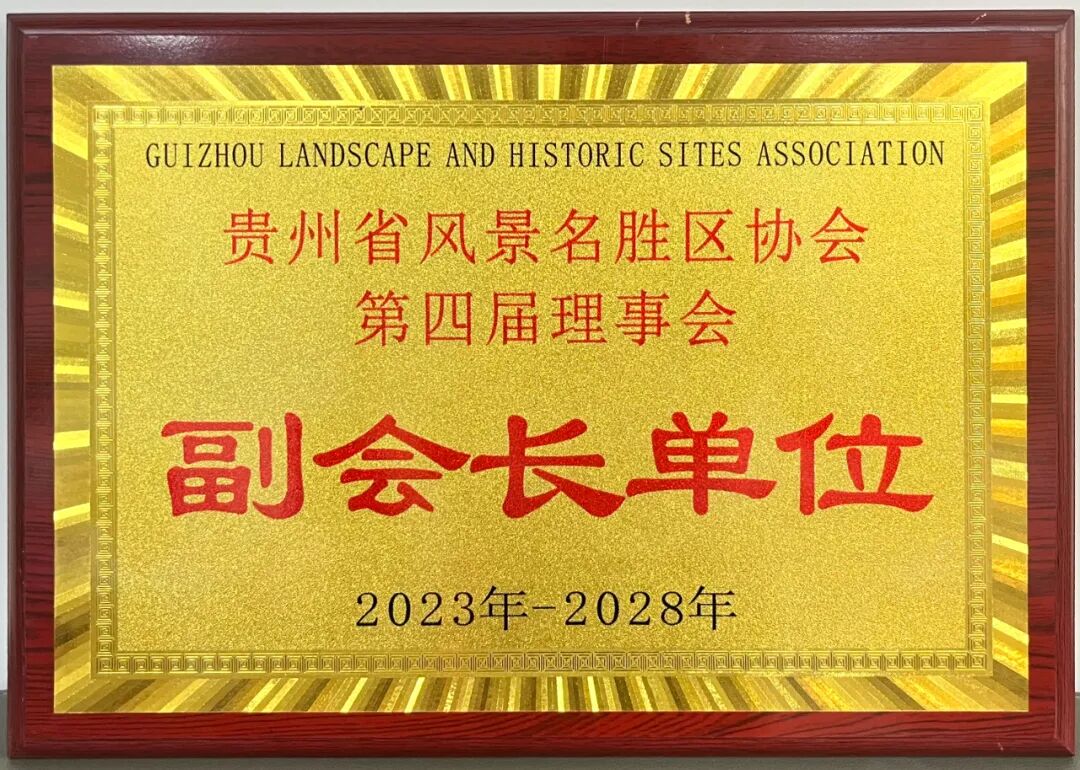 GUIZHOU LANDSCAPE AND HISTORIC SITES ASSOCIATION
贵州省风景名胜区协会
第四届理事会
副会长单位
2023年-2028年